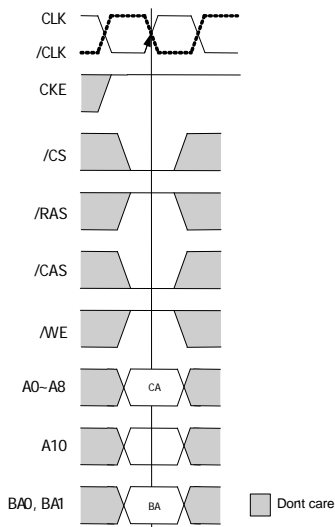 CLK
/CLK
CKE
/CS
/RAS
/CAS
/WE
A0~A8
CA
A10
BA0, BA1
BA
Dont care